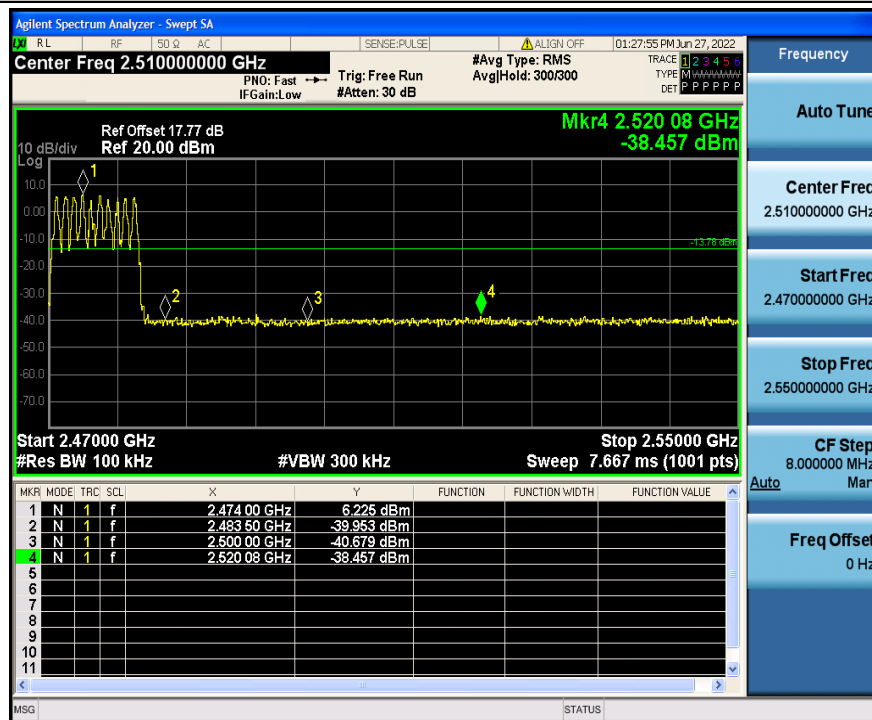 Agilent Spectrum Analyzer - Swept SA
LXI RL RF 50 Ω AC SENSE:PULSE ALIGN OFF 01:27:55 PM Jun 27, 2022
Center Freq 2.510000000 GHz
PNO: Fast
IFGain:Low
Trig: Free Run
#Atten: 30 dB
#Avg Type: RMS
Avg|Hold: 300/300
TRACE 1 2 3 4 5 6
TYPE M
DET P P P P P P
Frequency
Mkr4 2.520 08 GHz
-38.457 dBm
Ref Offset 17.77 dB
10 dB/div Ref 20.00 dBm
Log
10.0
0.00
-10.0
-20.0
-30.0
-40.0
-50.0
-60.0
-70.0
1
2
3
4
-13.78 dBm
Start 2.47000 GHz Stop 2.55000 GHz
#Res BW 100 kHz #VBW 300 kHz Sweep 7.667 ms (1001 pts)
MKR MODE TRC SCL X Y FUNCTION FUNCTION WIDTH FUNCTION VALUE
1 N 1 f 2.474 00 GHz 6.225 dBm
2 N 1 f 2.483 50 GHz -39.953 dBm
3 N 1 f 2.500 00 GHz -40.679 dBm
4 N 1 f 2.520 08 GHz -38.457 dBm
5
6
7
8
9
10
11
Auto Tune
Center Freq
2.510000000 GHz
Start Freq
2.470000000 GHz
Stop Freq
2.550000000 GHz
CF Step
8.000000 MHz
Auto Man
Freq Offset
0 Hz
MSG STATUS